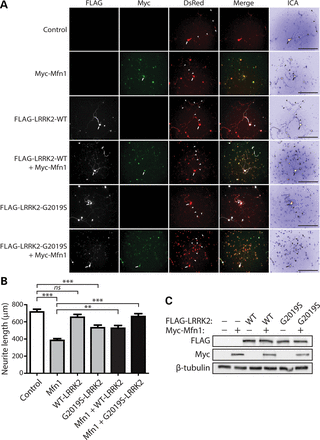 A
FLAG Myc DsRed Merge ICA
Control
Myc-Mfn1
FLAG-LRRK2-WT
FLAG-LRRK2-WT
+ Myc-Mfn1
FLAG-LRRK2-G2019S
FLAG-LRRK2-G2019S
+ Myc-Mfn1
B
Neurite length (μm)
800
600
400
200
0
***
ns
***
***
**
Control
Mfn1
WT-LRRK2
G2019S-LRRK2
Mfn1 + WT-LRRK2
Mfn1 + G2019S-LRRK2
C
FLAG-LRRK2: – – WT WT G2019S G2019S
Myc-Mfn1: – + – + – +
FLAG
Myc
β-tubulin